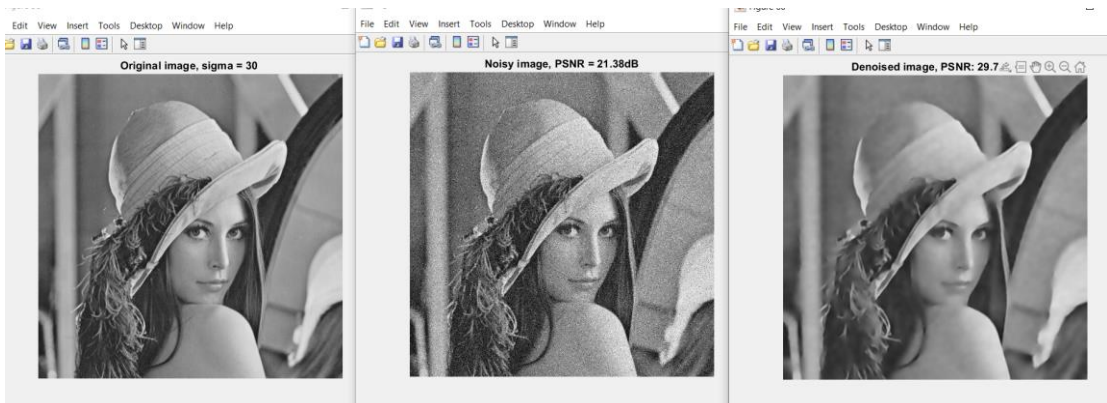 Edit View Insert Tools Desktop Window Help
Original image, sigma = 30
File Edit View Insert Tools Desktop Window Help
Noisy image, PSNR = 21.38dB
File Edit View Insert Tools Desktop Window Help
Denoised image, PSNR: 29.7